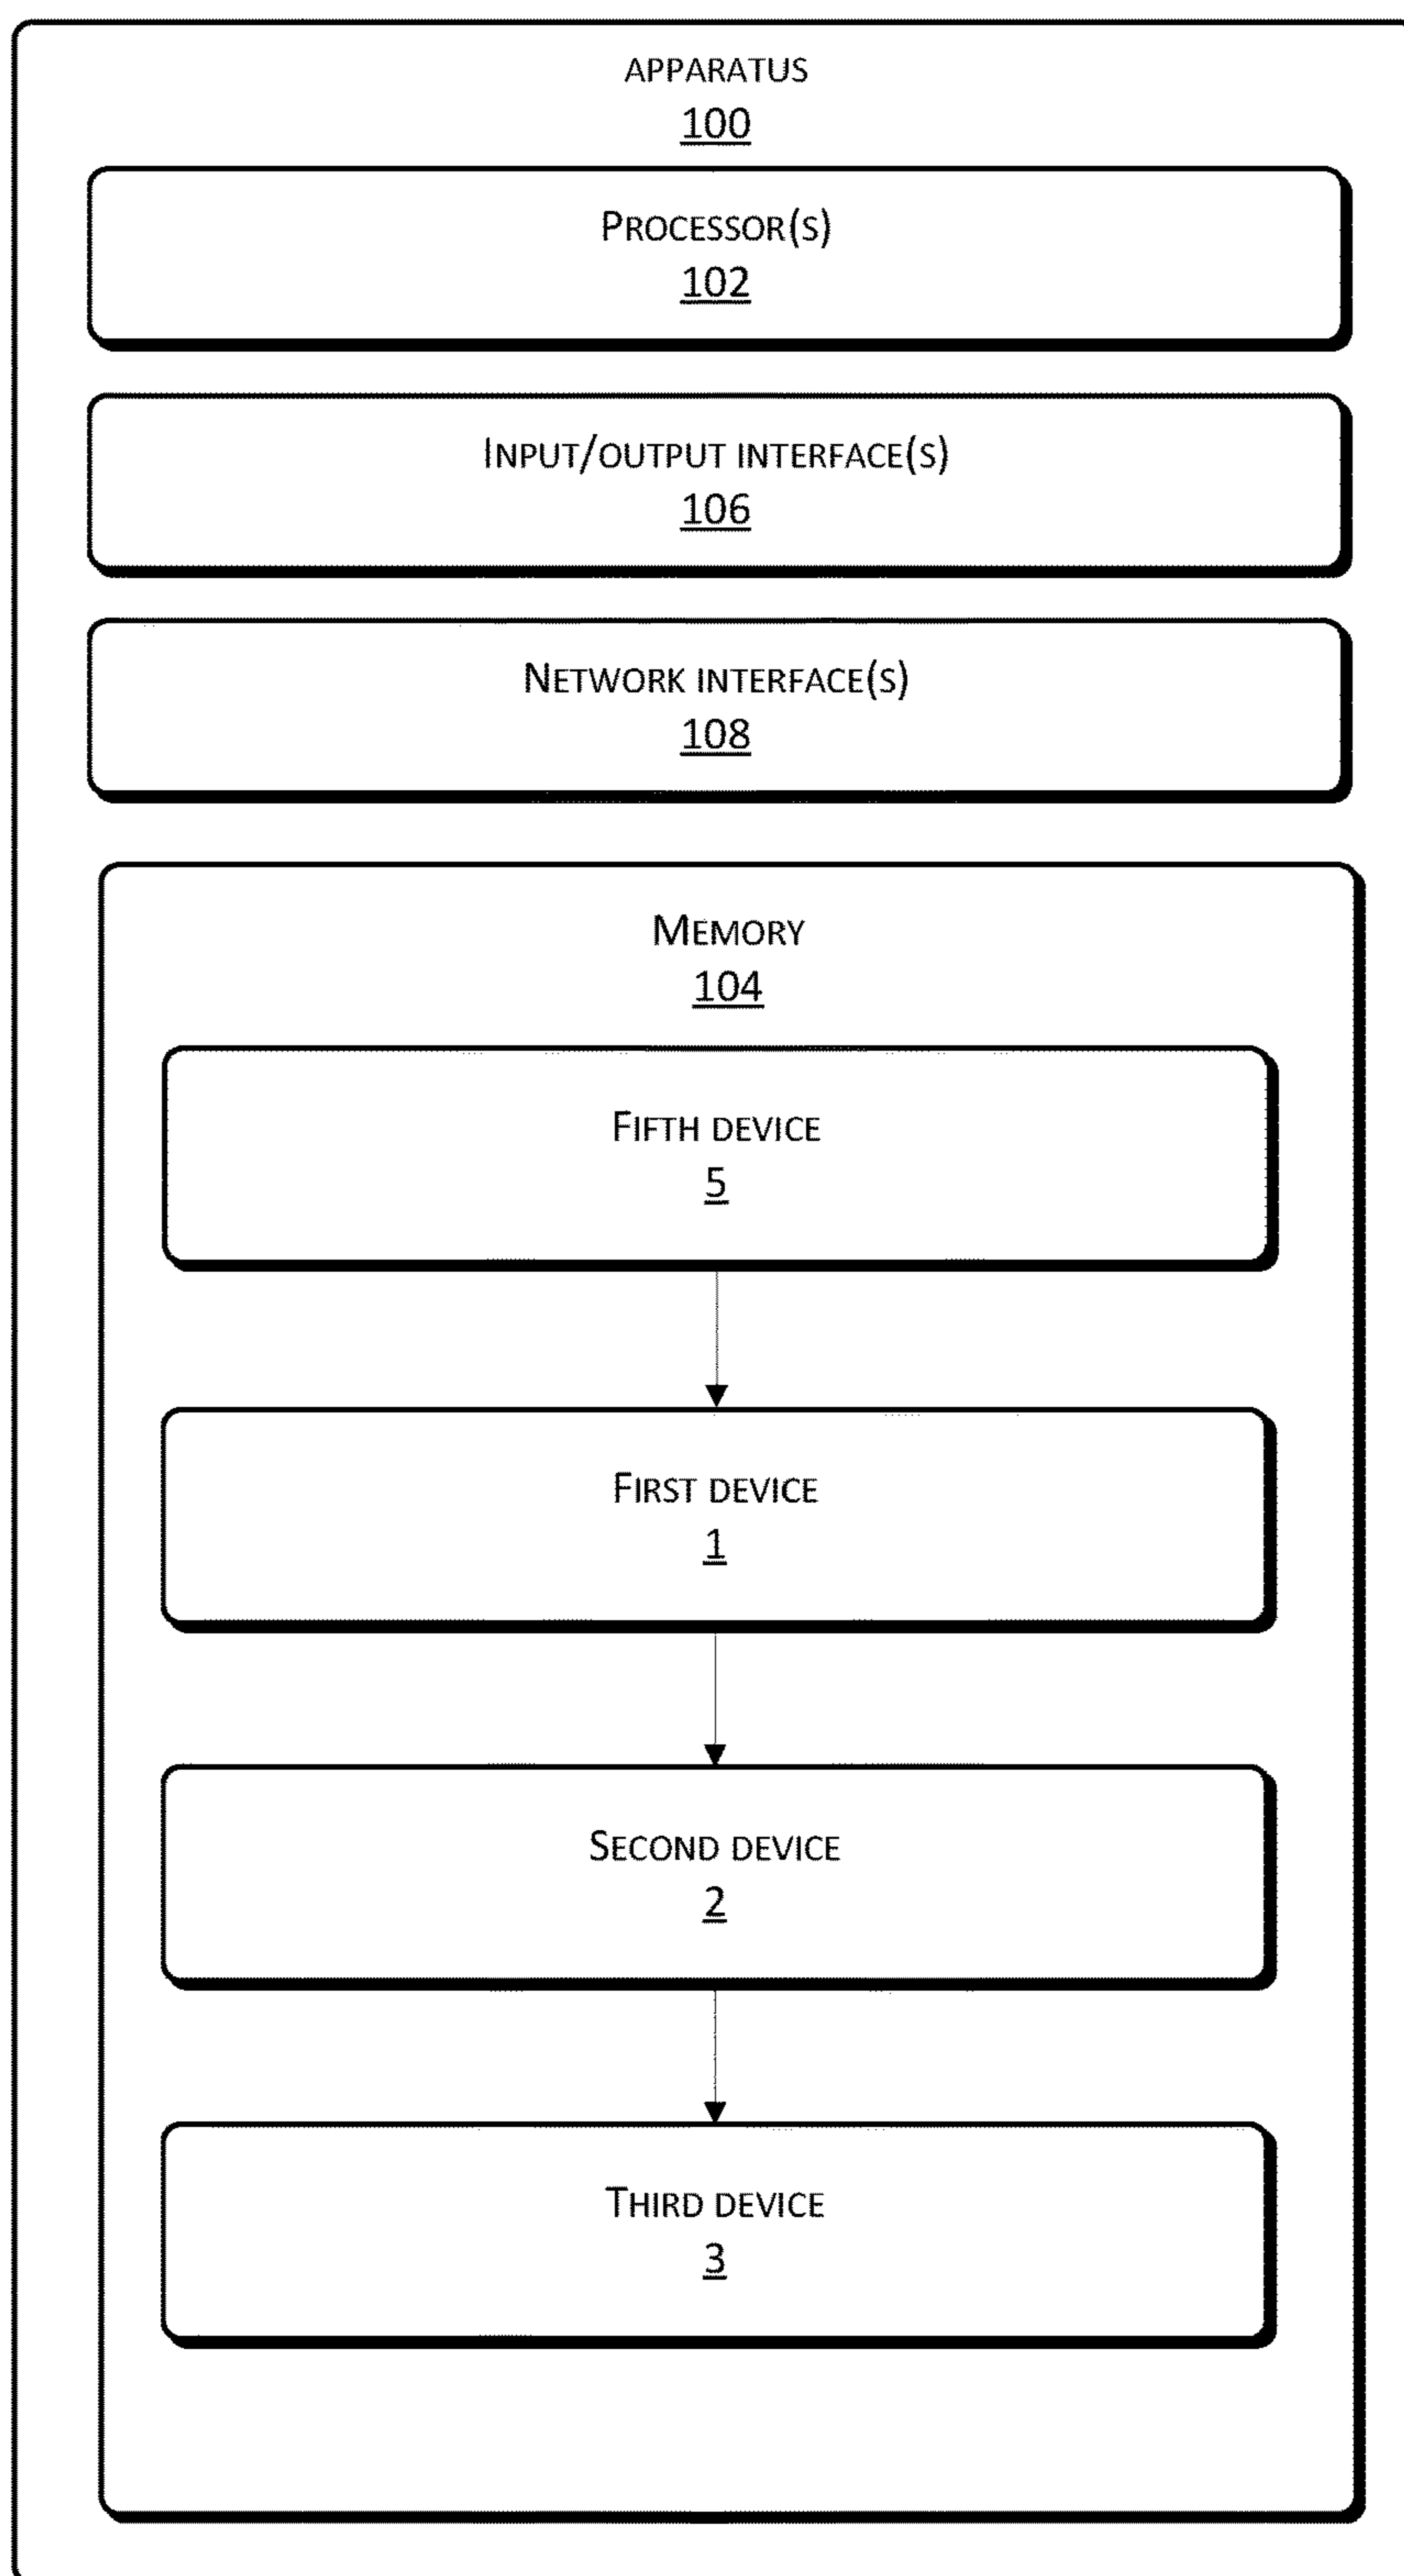 APPARATUS
100
PROCESSOR(S)
102
INPUT/OUTPUT INTERFACE(S)
106
NETWORK INTERFACE(S)
108
MEMORY
104
FIFTH DEVICE
5
FIRST DEVICE
1
SECOND DEVICE
2
THIRD DEVICE
3